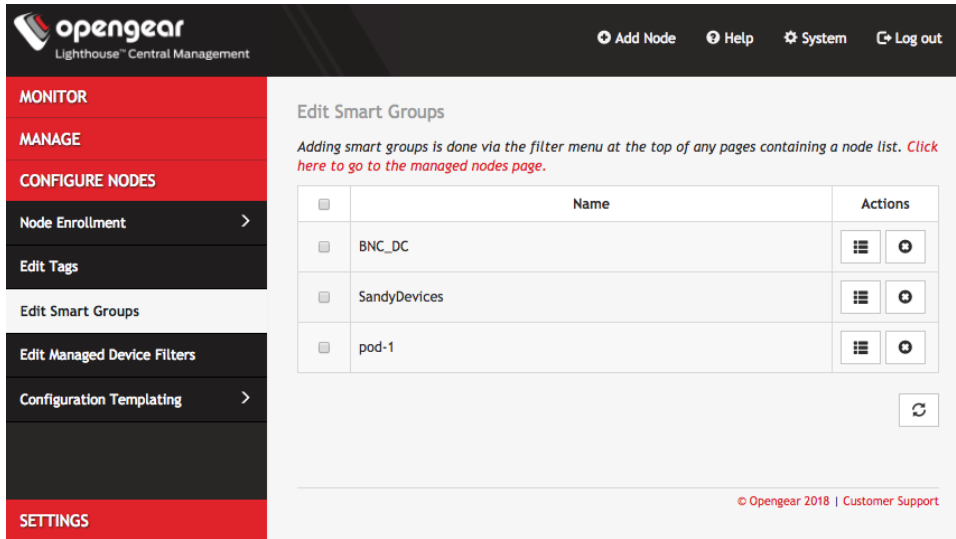 opengear
Lighthouse™ Central Management
Add Node
Help
System
Log out
MONITOR
MANAGE
CONFIGURE NODES
Node Enrollment
Edit Tags
Edit Smart Groups
Edit Managed Device Filters
Configuration Templating
SETTINGS
Edit Smart Groups
Adding smart groups is done via the filter menu at the top of any pages containing a node list. Click
here to go to the managed nodes page.
Name
Actions
BNC_DC
SandyDevices
pod-1
© Opengear 2018 | Customer Support